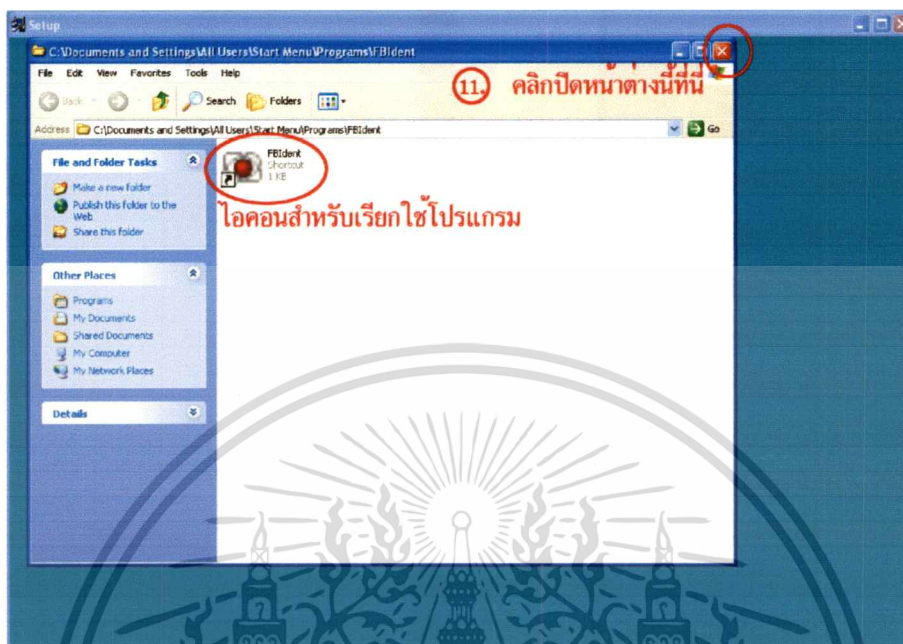 Setup
C:\Documents and Settings\All Users\Start Menu\Programs\FBIdent
File Edit View Favorites Tools Help
11. คลิกปิดหน้าต่างนี้ที่นี่
Back Search Folders
Address C:\Documents and Settings\All Users\Start Menu\Programs\FBIdent Go
File and Folder Tasks
Make a new folder
Publish this folder to the
Web
Share this folder
FBIdent
Shortcut
1 KB
ไอคอนสำหรับเรียกใช้โปรแกรม
Other Places
Programs
My Documents
Shared Documents
My Computer
My Network Places
Details